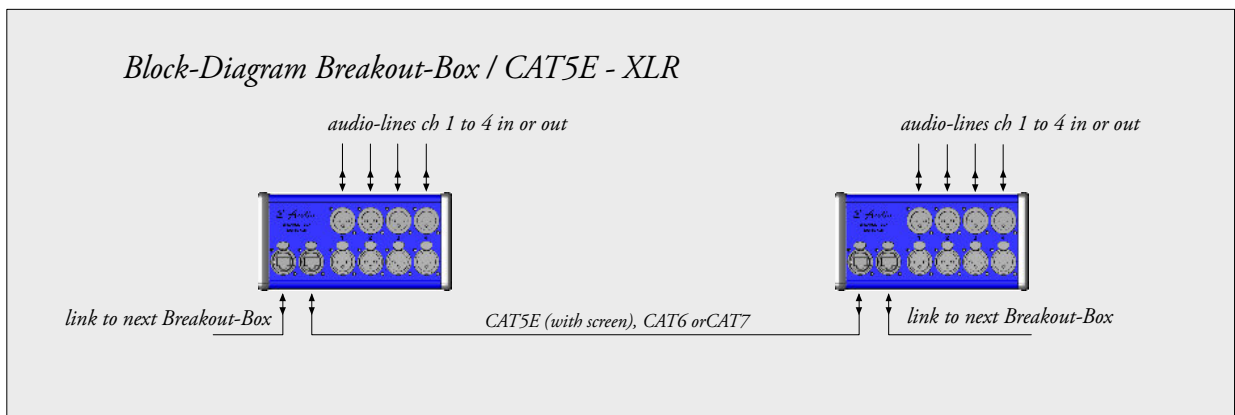 Block-Diagram Breakout-Box / CAT5E - XLR
audio-lines ch 1 to 4 in or out
audio-lines ch 1 to 4 in or out
link to next Breakout-Box
CAT5E (with screen), CAT6 orCAT7
link to next Breakout-Box